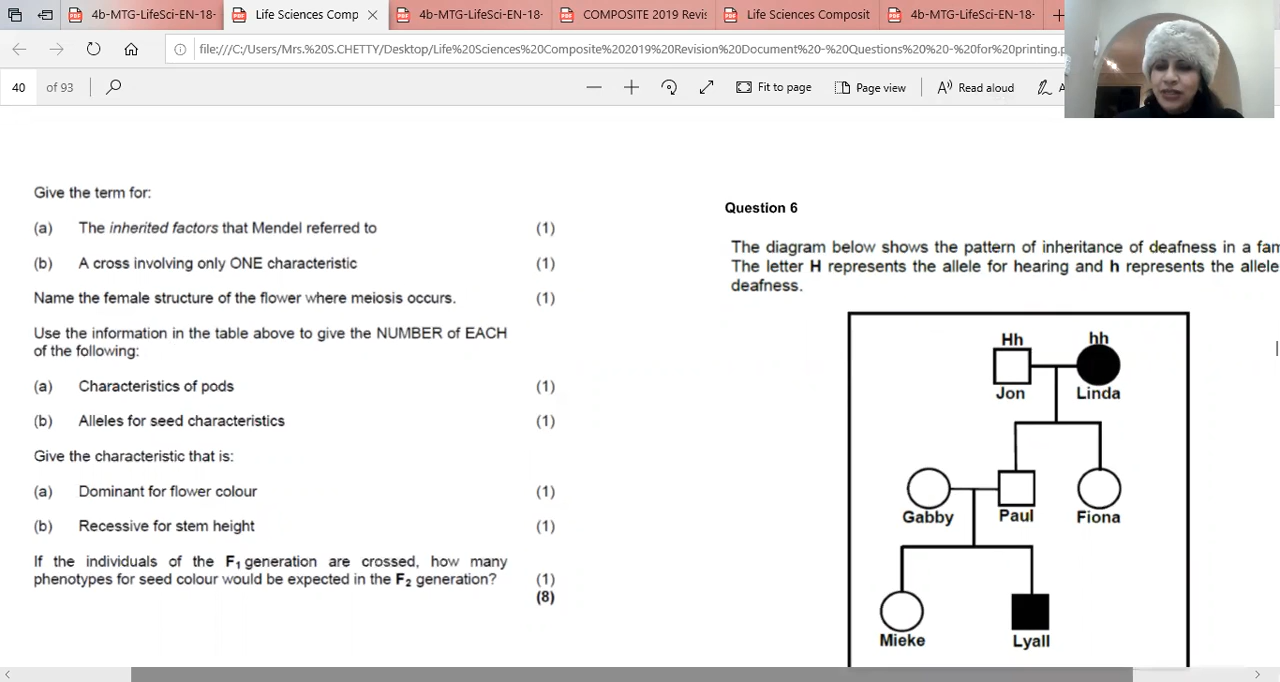 4b-MTG-LifeSci-EN-18-
Life Sciences Comp
4b-MTG-LifeSci-EN-18-
COMPOSITE 2019 Revis
Life Sciences Composit
4b-MTG-LifeSci-EN-18-
file:///C:/Users/Mrs.%20S.CHETTY/Desktop/Life%20Sciences%20Composite%202019%20Revision%20Document%20-%20Questions%20%20-%20for%20printing.p
40 of 93
Fit to page
Page view
Read aloud
Give the term for:
(a) The inherited factors that Mendel referred to (1)
(b) A cross involving only ONE characteristic (1)
Name the female structure of the flower where meiosis occurs. (1)
Use the information in the table above to give the NUMBER of EACH
of the following:
(a) Characteristics of pods (1)
(b) Alleles for seed characteristics (1)
Give the characteristic that is:
(a) Dominant for flower colour (1)
(b) Recessive for stem height (1)
If the individuals of the F₁ generation are crossed, how many
phenotypes for seed colour would be expected in the F₂ generation? (1)
(8)
Question 6
The diagram below shows the pattern of inheritance of deafness in a fam
The letter H represents the allele for hearing and h represents the allele
deafness.
Hh hh
Jon Linda
Gabby Paul Fiona
Mieke Lyall